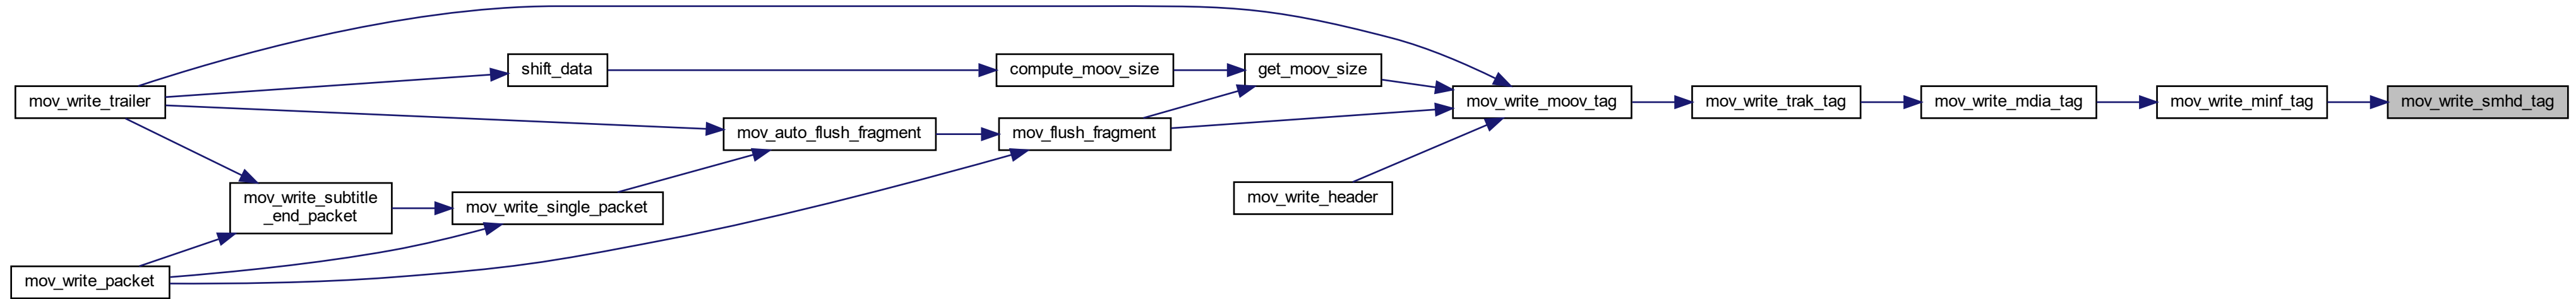 mov_write_trailer
shift_data
compute_moov_size
get_moov_size
mov_write_moov_tag
mov_write_trak_tag
mov_write_mdia_tag
mov_write_minf_tag
mov_write_smhd_tag
mov_auto_flush_fragment
mov_flush_fragment
mov_write_subtitle
_end_packet
mov_write_single_packet
mov_write_header
mov_write_packet